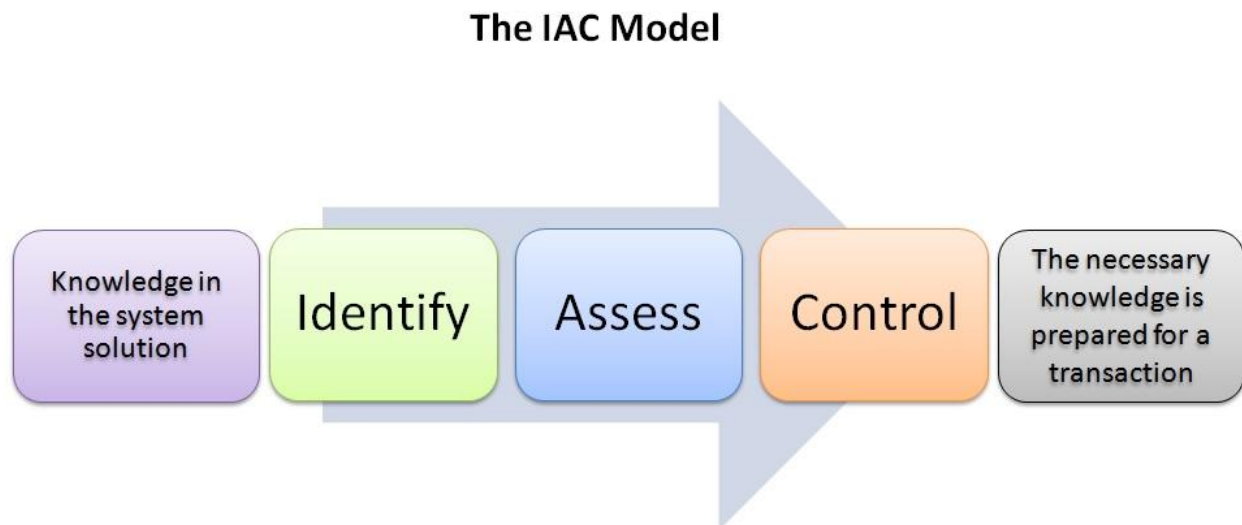 The IAC Model
Knowledge in
the system
solution
Identify
Assess
Control
The necessary
knowledge is
prepared for a
transaction